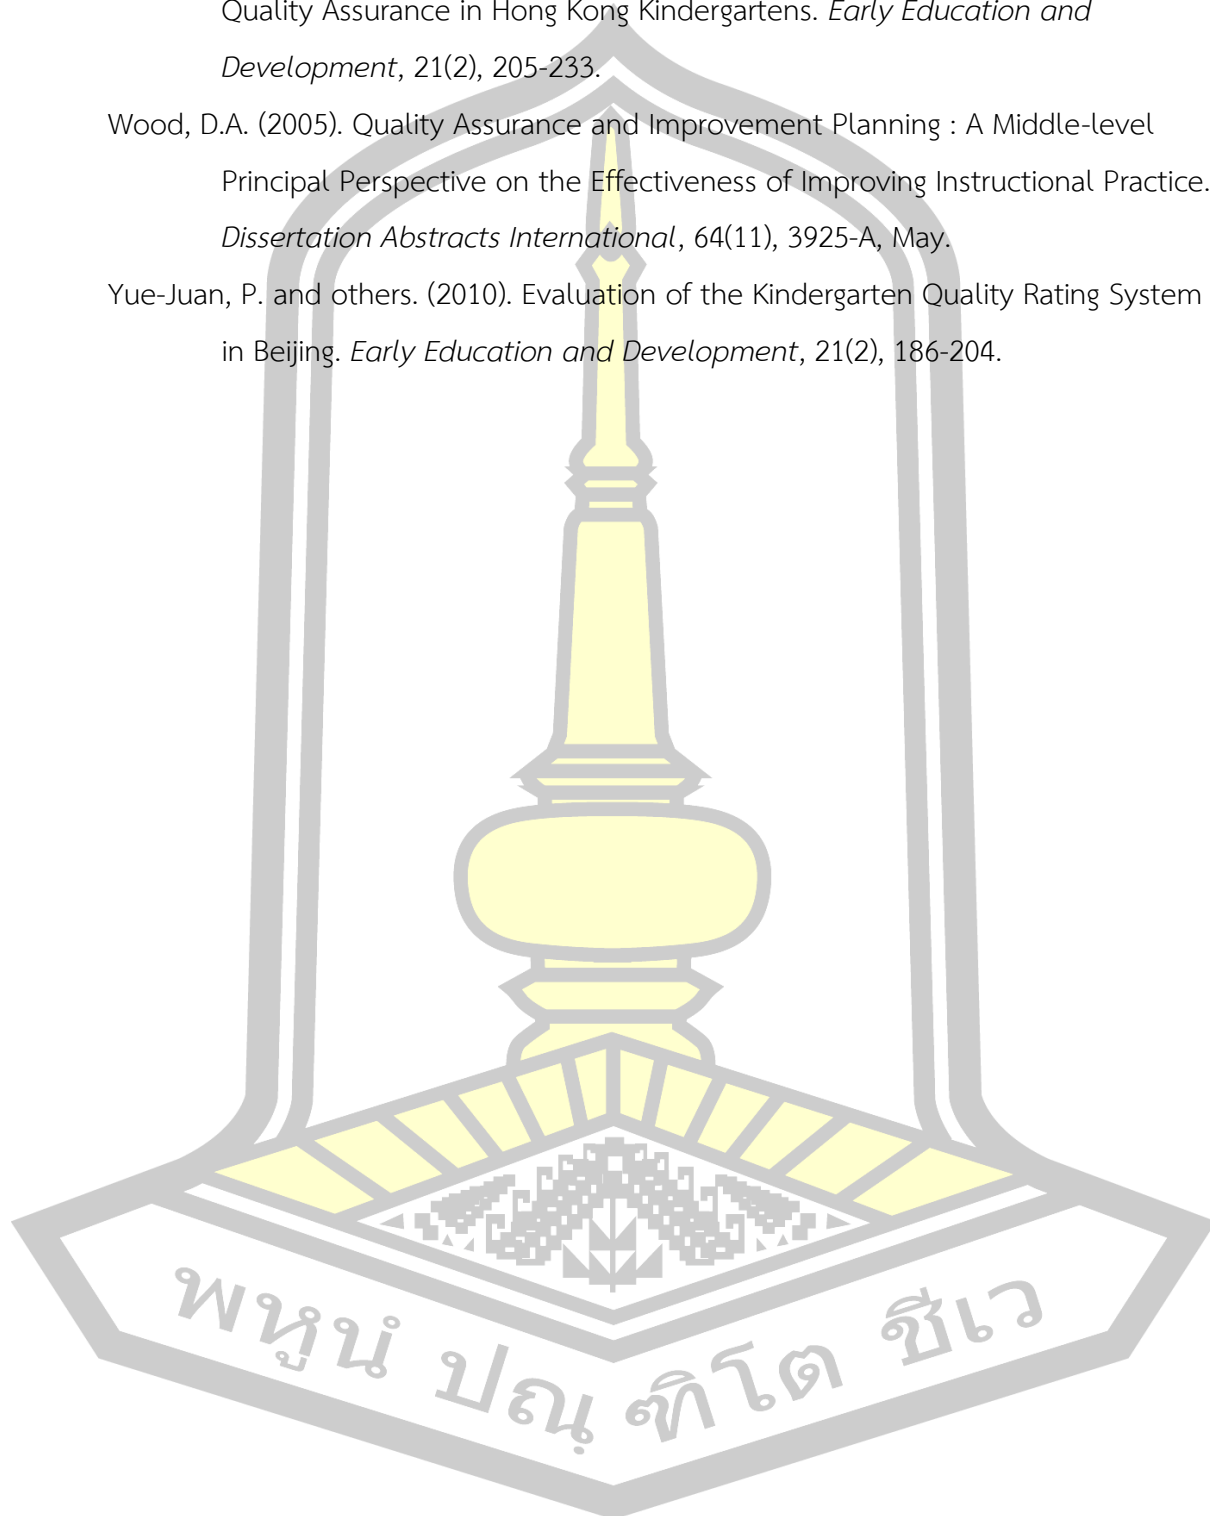 Quality Assurance in Hong Kong Kindergartens. Early Education and
Development, 21(2), 205-233.
Wood, D.A. (2005). Quality Assurance and Improvement Planning : A Middle-level
Principal Perspective on the Effectiveness of Improving Instructional Practice.
Dissertation Abstracts International, 64(11), 3925-A, May.
Yue-Juan, P. and others. (2010). Evaluation of the Kindergarten Quality Rating System
in Beijing. Early Education and Development, 21(2), 186-204.
พหูนํ ปณฺฑิโต ชีเว